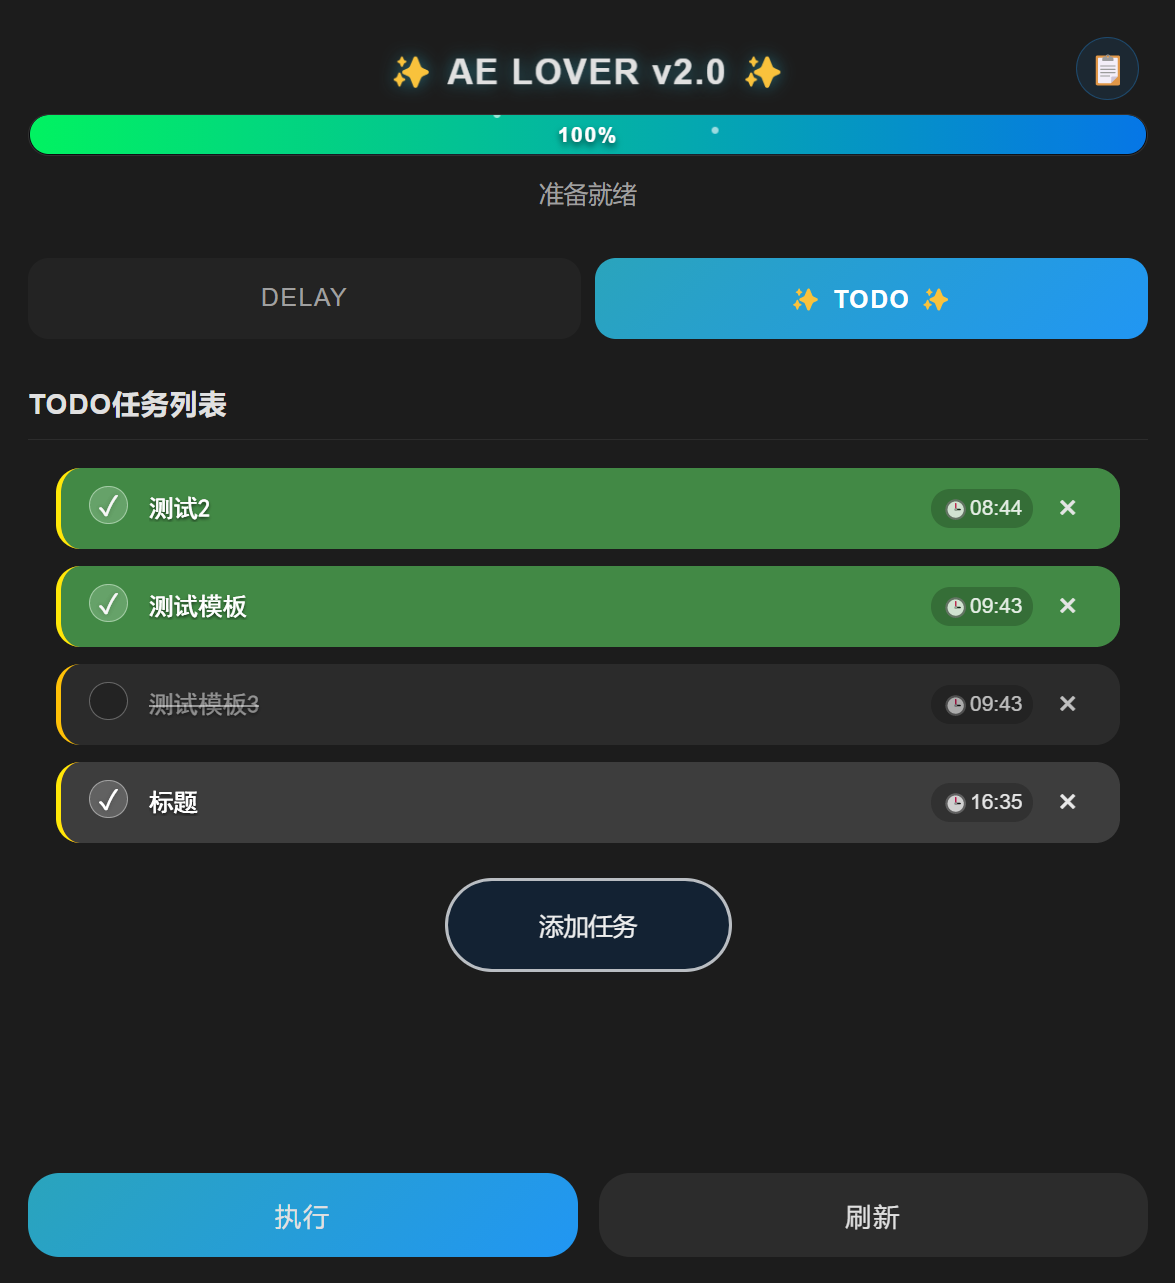 ✨ AE LOVER v2.0 ✨
100%
准备就绪
DELAY
✨ TODO ✨
TODO任务列表
✓ 测试2 🕒 08:44 ✕
✓ 测试模板 🕒 09:43 ✕
测试模板3 🕒 09:43 ✕
✓ 标题 🕒 16:35 ✕
添加任务
执行
刷新